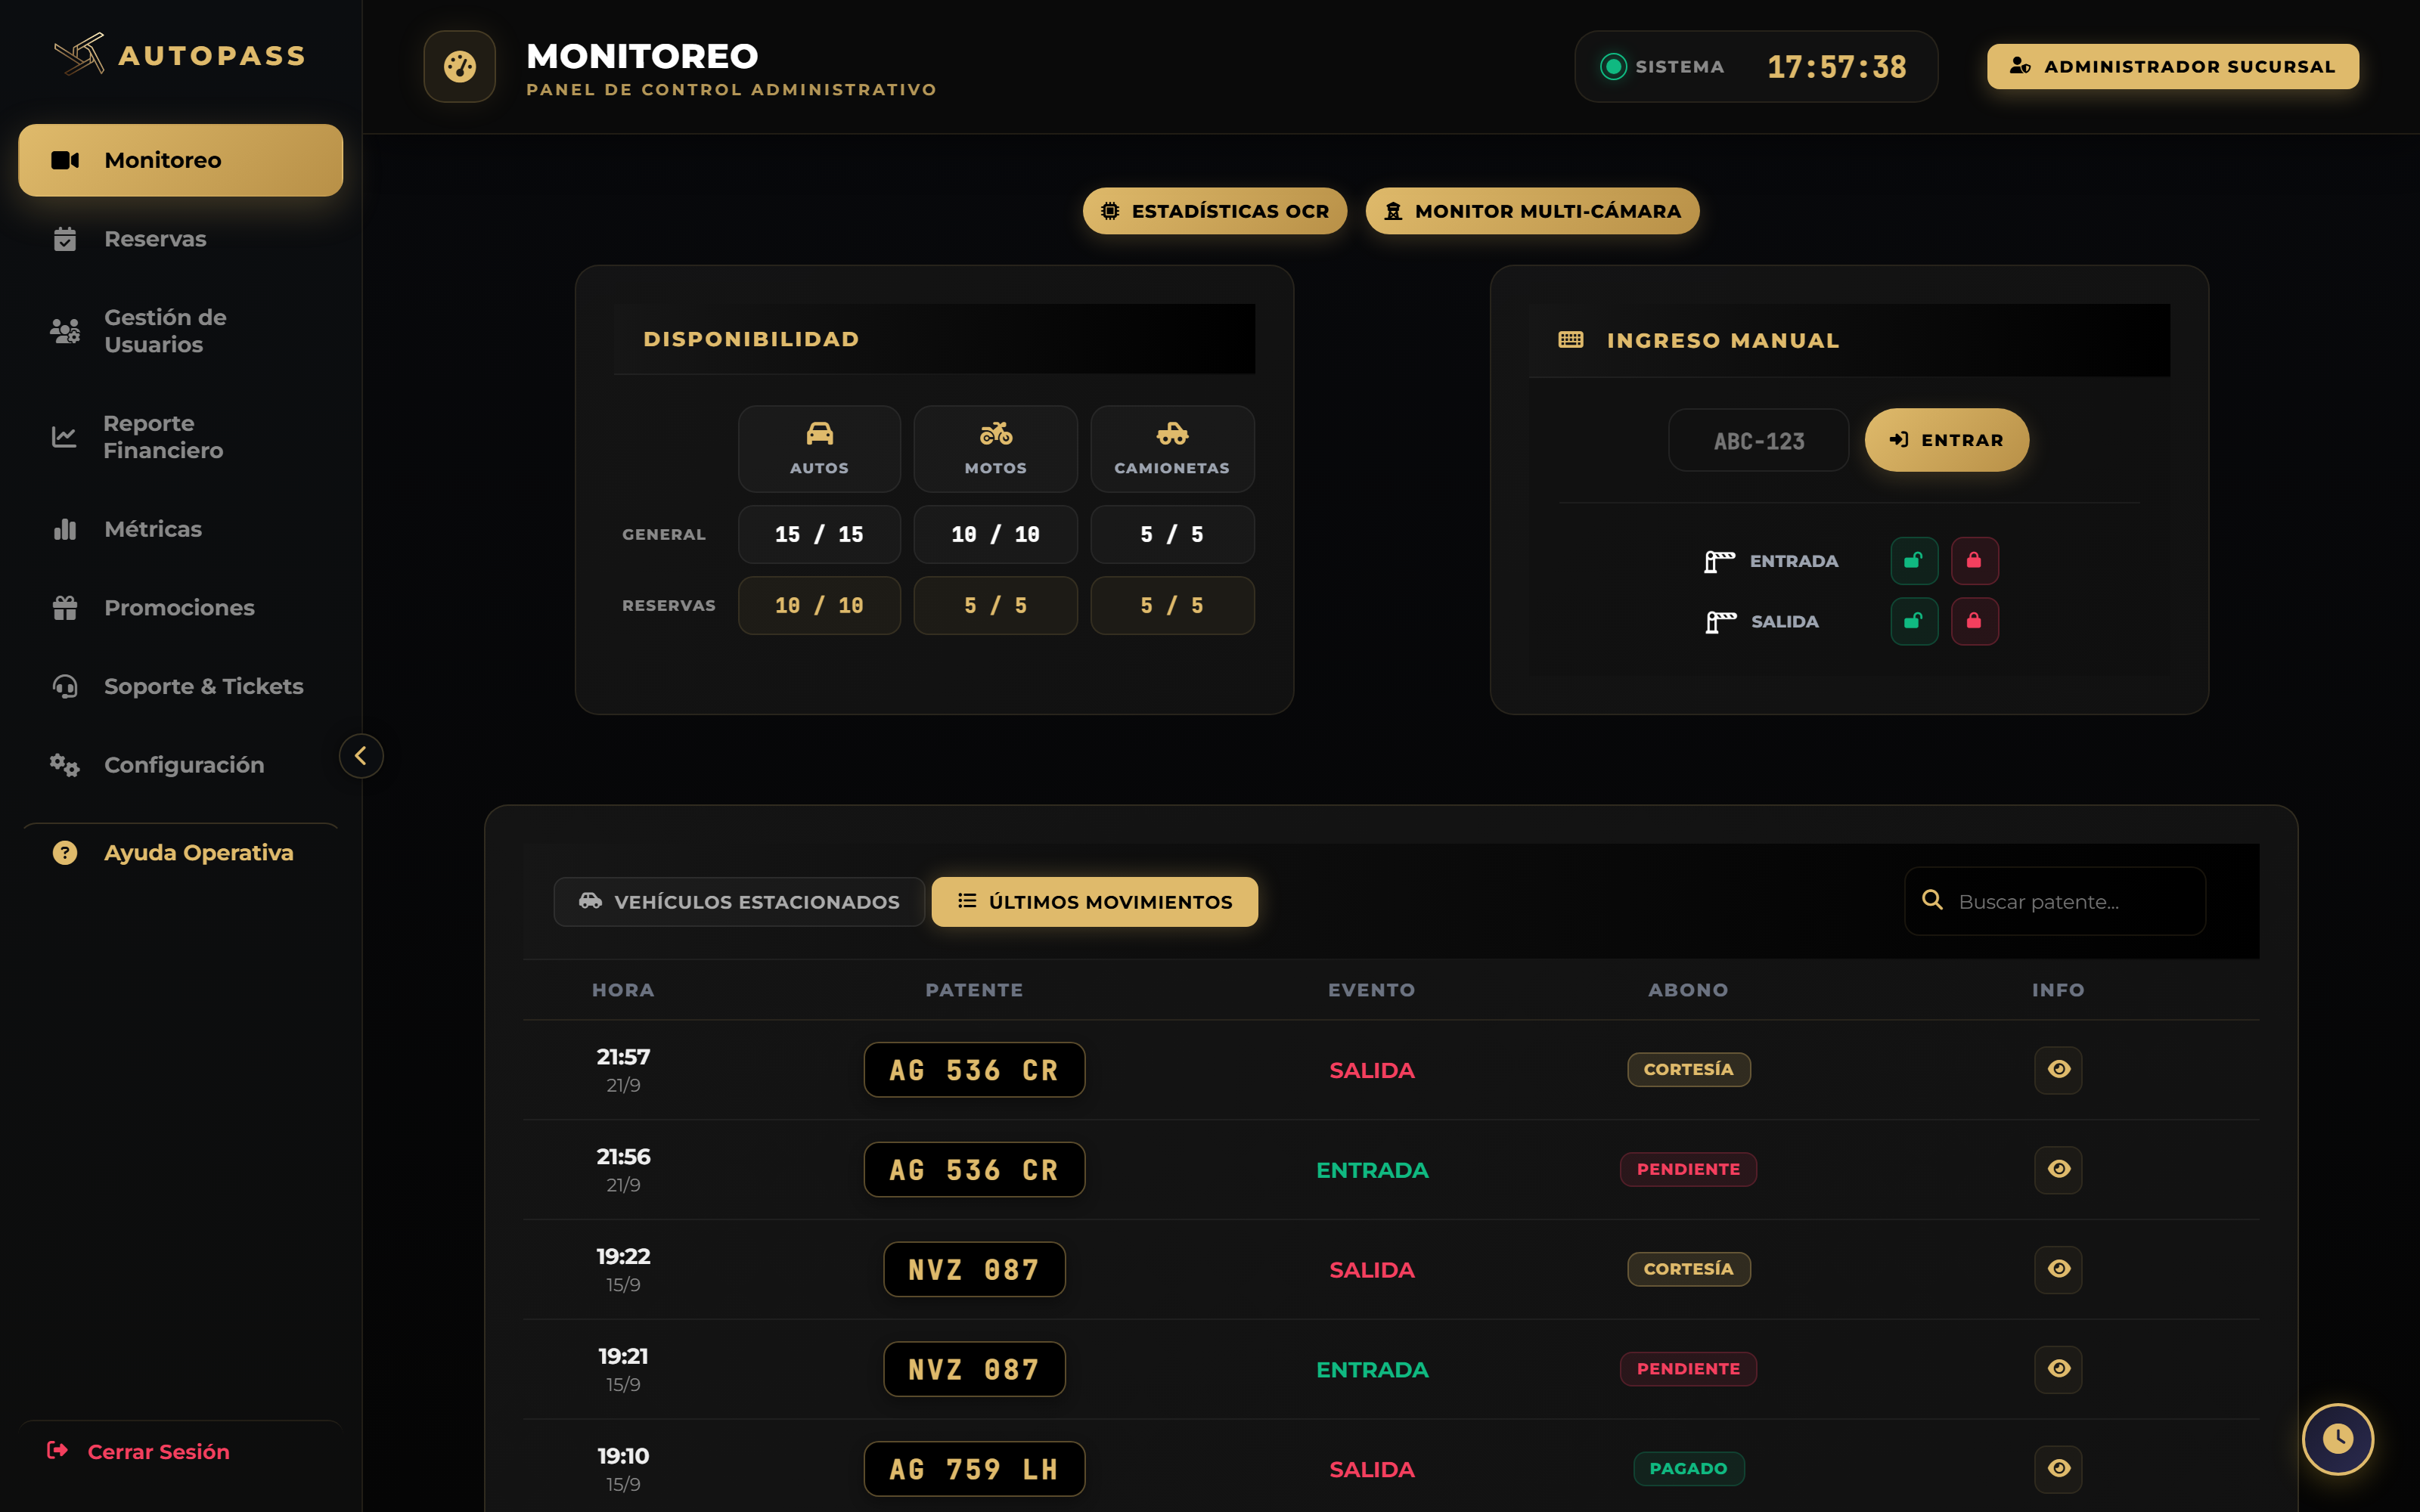 AUTOPASS
Monitoreo
Reservas
Gestión de
Usuarios
Reporte
Financiero
Métricas
Promociones
Soporte & Tickets
Configuración
Ayuda Operativa
Cerrar Sesión
MONITOREO
PANEL DE CONTROL ADMINISTRATIVO
SISTEMA 17:57:38
ADMINISTRADOR SUCURSAL
ESTADÍSTICAS OCR
MONITOR MULTI-CÁMARA
DISPONIBILIDAD
AUTOS MOTOS CAMIONETAS
GENERAL 15 / 15 10 / 10 5 / 5
RESERVAS 10 / 10 5 / 5 5 / 5
INGRESO MANUAL
ABC-123 ENTRAR
ENTRADA
SALIDA
VEHÍCULOS ESTACIONADOS ÚLTIMOS MOVIMIENTOS Buscar patente...
HORA PATENTE EVENTO ABONO INFO
21:57 AG 536 CR SALIDA CORTESÍA
21/9
21:56 AG 536 CR ENTRADA PENDIENTE
21/9
19:22 NVZ 087 SALIDA CORTESÍA
15/9
19:21 NVZ 087 ENTRADA PENDIENTE
15/9
19:10 AG 759 LH SALIDA PAGADO
15/9